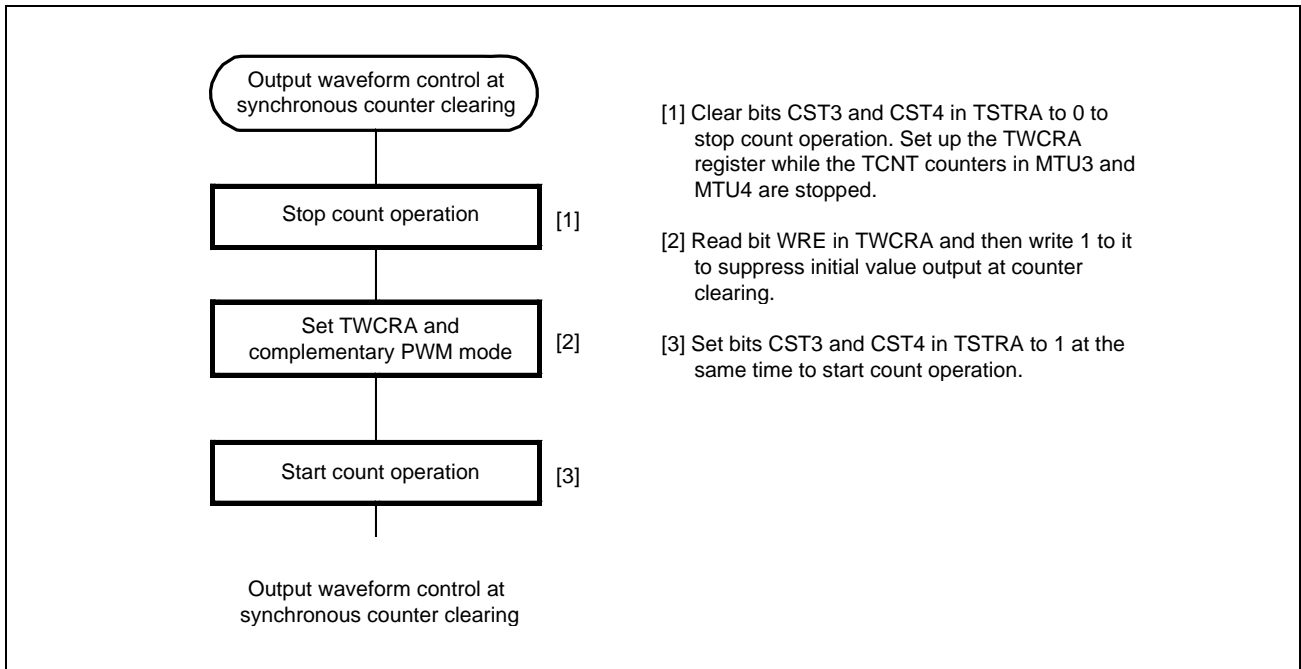 Output waveform control at
synchronous counter clearing
Stop count operation
[1]
Set TWCRA and
complementary PWM mode
[2]
Start count operation
[3]
Output waveform control at
synchronous counter clearing
[1] Clear bits CST3 and CST4 in TSTRA to 0 to
stop count operation. Set up the TWCRA
register while the TCNT counters in MTU3 and
MTU4 are stopped.
[2] Read bit WRE in TWCRA and then write 1 to it
to suppress initial value output at counter
clearing.
[3] Set bits CST3 and CST4 in TSTRA to 1 at the
same time to start count operation.